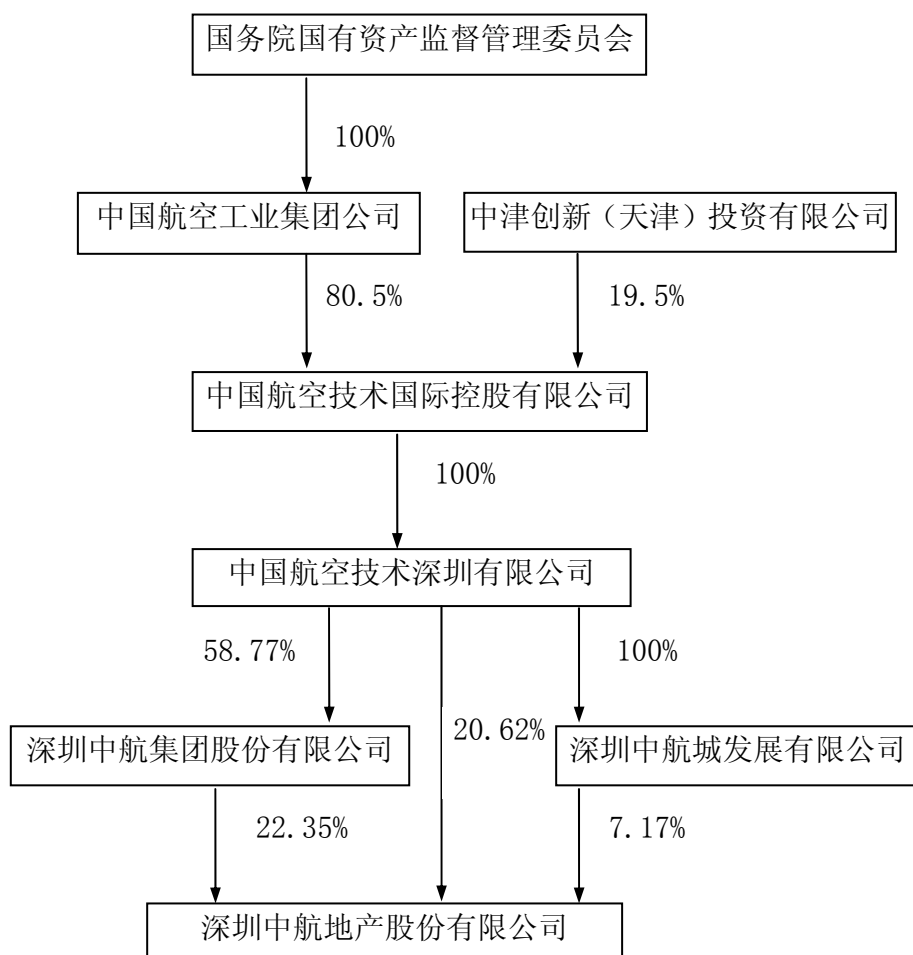 国务院国有资产监督管理委员会
100%
中国航空工业集团公司
中津创新（天津）投资有限公司
80.5%
19.5%
中国航空技术国际控股有限公司
100%
中国航空技术深圳有限公司
58.77%
100%
20.62%
深圳中航集团股份有限公司
深圳中航城发展有限公司
22.35%
7.17%
深圳中航地产股份有限公司